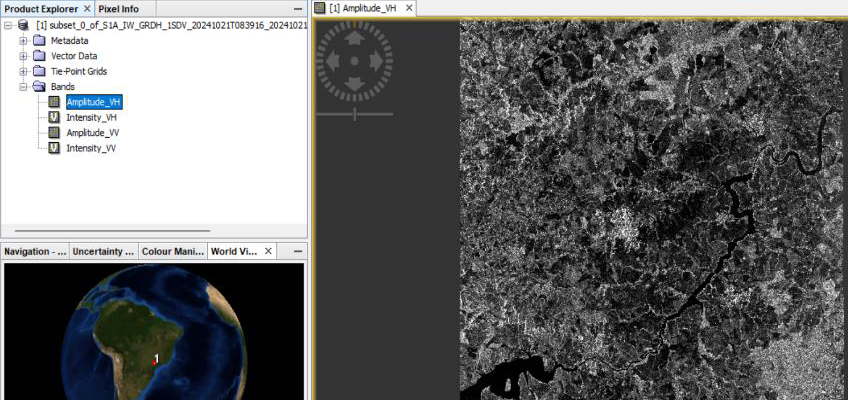 Product Explorer × Pixel Info
[1] subset_0_of_S1A_IW_GRDH_1SDV_20241021T083916_20241021
Metadata
Vector Data
Tie-Point Grids
Bands
Amplitude_VH
Intensity_VH
Amplitude_VV
Intensity_VV
Navigation - ... Uncertainty ... Colour Mani... World Vi... ×
1
[1] Amplitude_VH ×